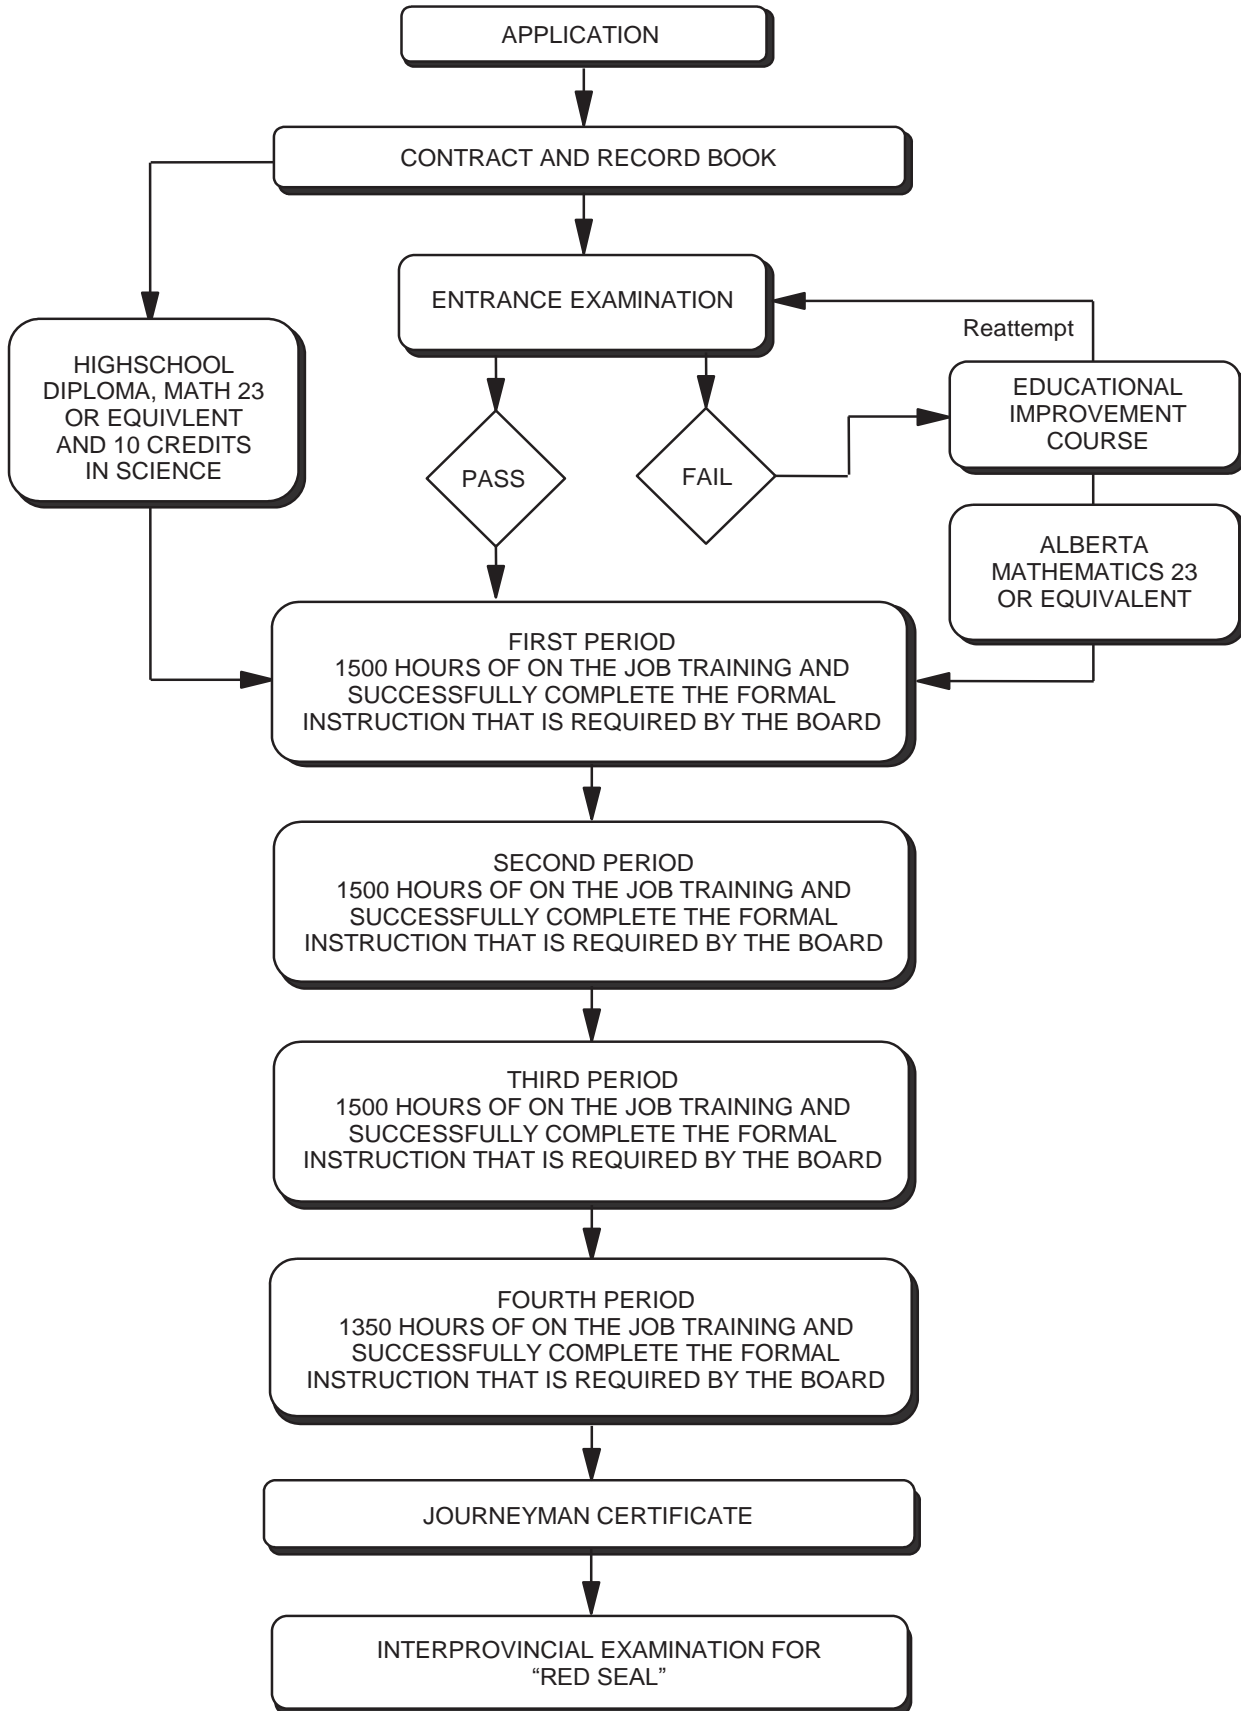 APPLICATION
CONTRACT AND RECORD BOOK
ENTRANCE EXAMINATION
Reattempt
HIGHSCHOOL
DIPLOMA, MATH 23
OR EQUIVLENT
AND 10 CREDITS
IN SCIENCE
PASS
FAIL
EDUCATIONAL
IMPROVEMENT
COURSE
ALBERTA
MATHEMATICS 23
OR EQUIVALENT
FIRST PERIOD
1500 HOURS OF ON THE JOB TRAINING AND
SUCCESSFULLY COMPLETE THE FORMAL
INSTRUCTION THAT IS REQUIRED BY THE BOARD
SECOND PERIOD
1500 HOURS OF ON THE JOB TRAINING AND
SUCCESSFULLY COMPLETE THE FORMAL
INSTRUCTION THAT IS REQUIRED BY THE BOARD
THIRD PERIOD
1500 HOURS OF ON THE JOB TRAINING AND
SUCCESSFULLY COMPLETE THE FORMAL
INSTRUCTION THAT IS REQUIRED BY THE BOARD
FOURTH PERIOD
1350 HOURS OF ON THE JOB TRAINING AND
SUCCESSFULLY COMPLETE THE FORMAL
INSTRUCTION THAT IS REQUIRED BY THE BOARD
JOURNEYMAN CERTIFICATE
INTERPROVINCIAL EXAMINATION FOR
“RED SEAL”